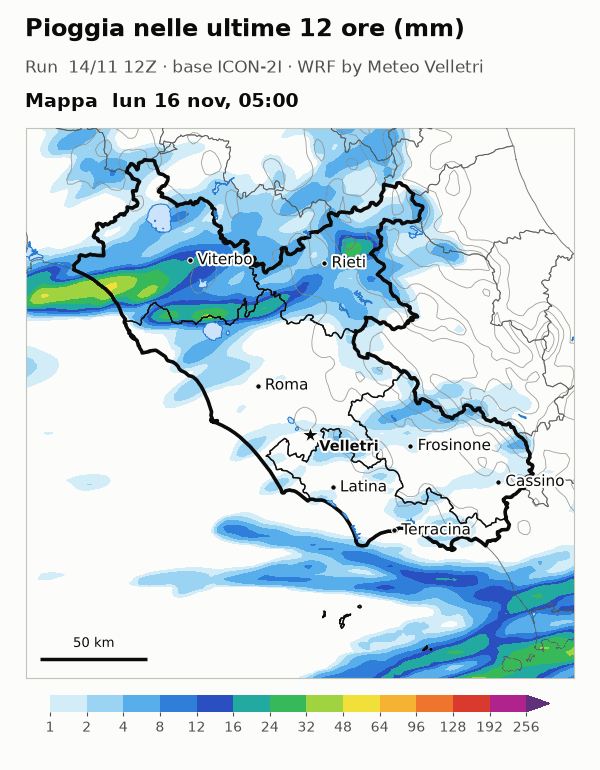 Pioggia nelle ultime 12 ore (mm)
Run 14/11 12Z · base ICON-2I · WRF by Meteo Velletri
Mappa lun 16 nov, 05:00
Viterbo
Rieti
Roma
Velletri
Frosinone
Latina
Cassino
Terracina
50 km
1 2 4 8 12 16 24 32 48 64 96 128 192 256